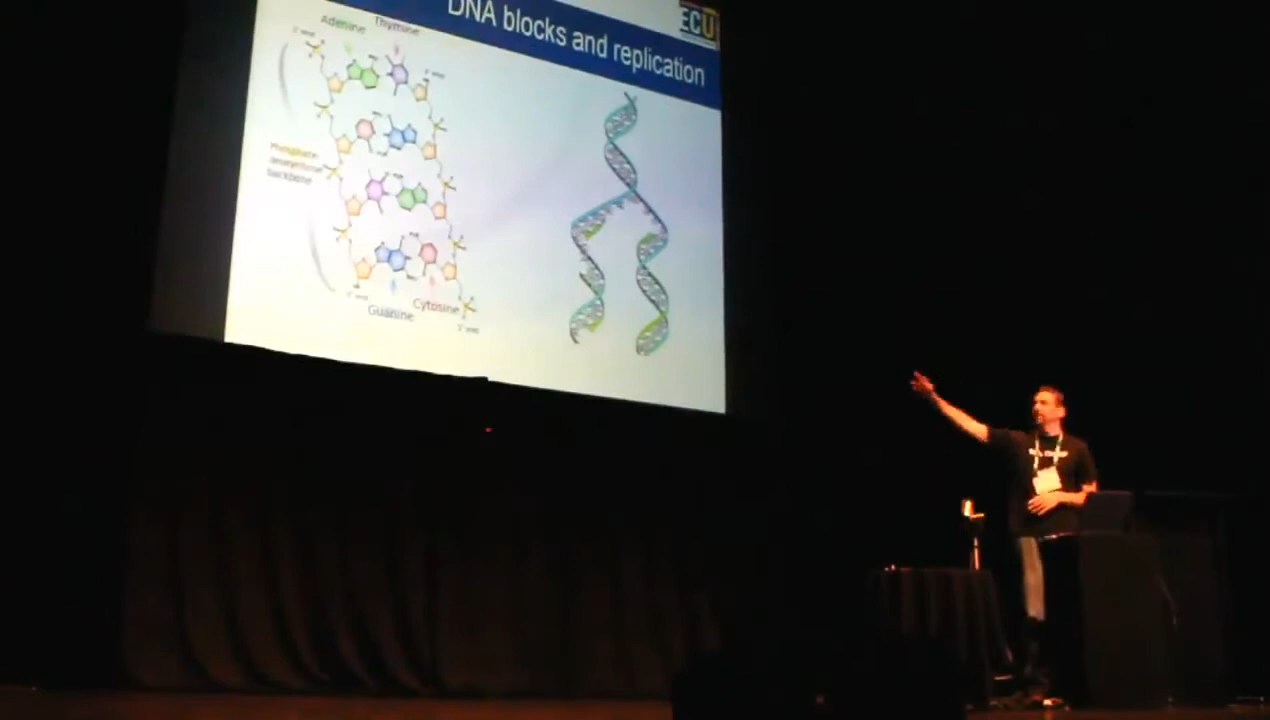 DNA blocks and replication
ECU
Adenine
Thymine
Phosphate-
deoxyribose
backbone
Guanine
Cytosine